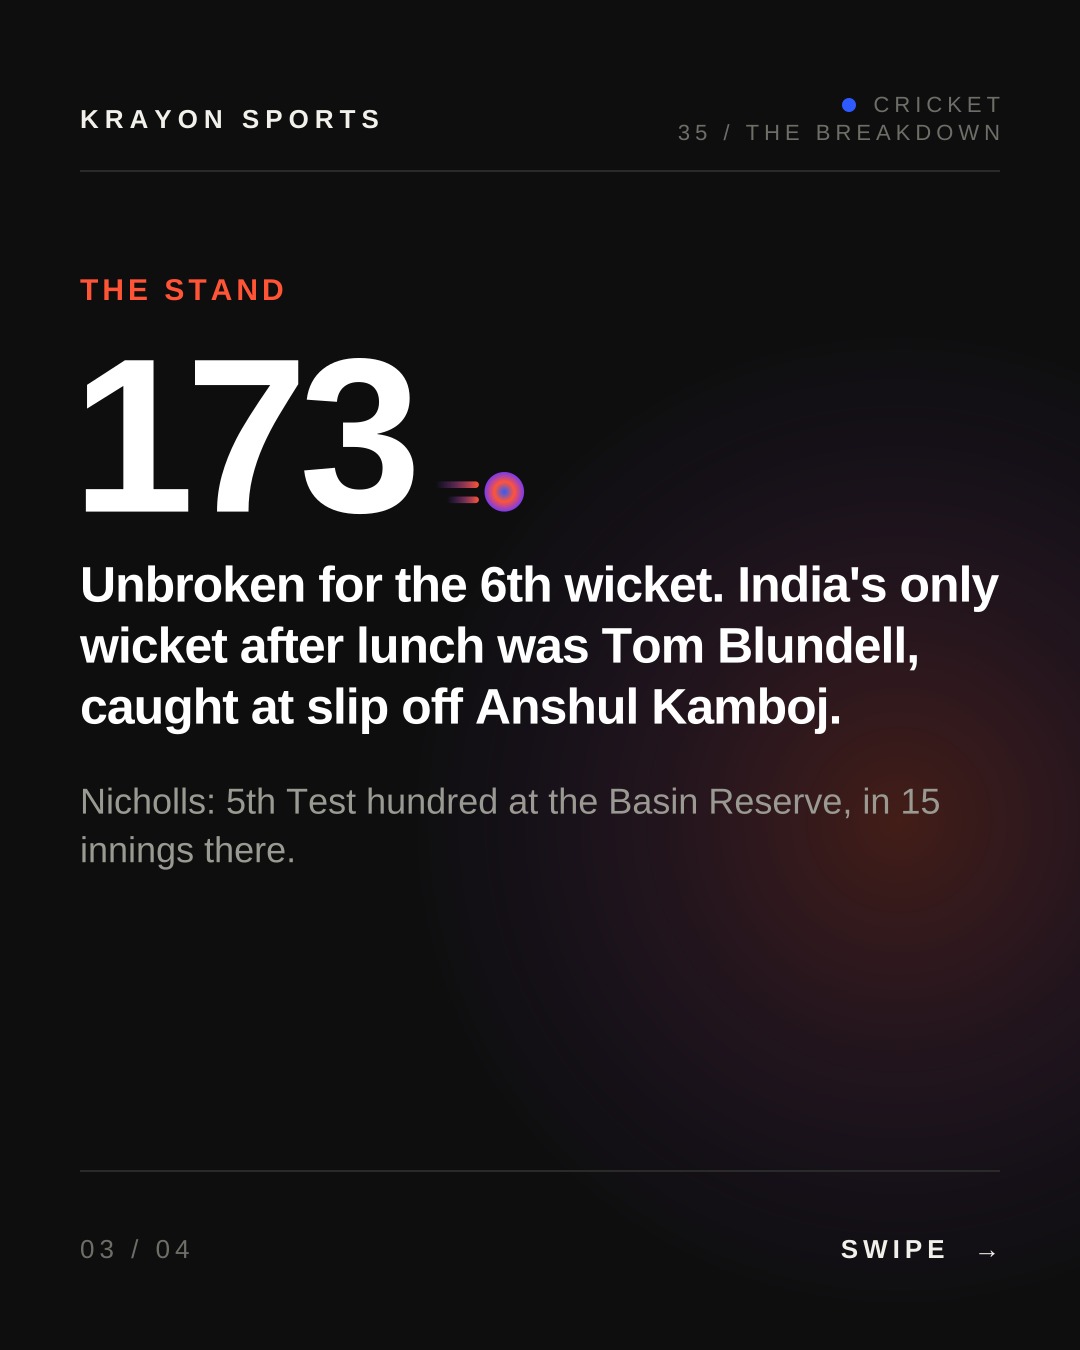 KRAYON SPORTS
CRICKET
35 / THE BREAKDOWN
THE STAND
173
Unbroken for the 6th wicket. India's only
wicket after lunch was Tom Blundell,
caught at slip off Anshul Kamboj.
Nicholls: 5th Test hundred at the Basin Reserve, in 15
innings there.
03 / 04
SWIPE →